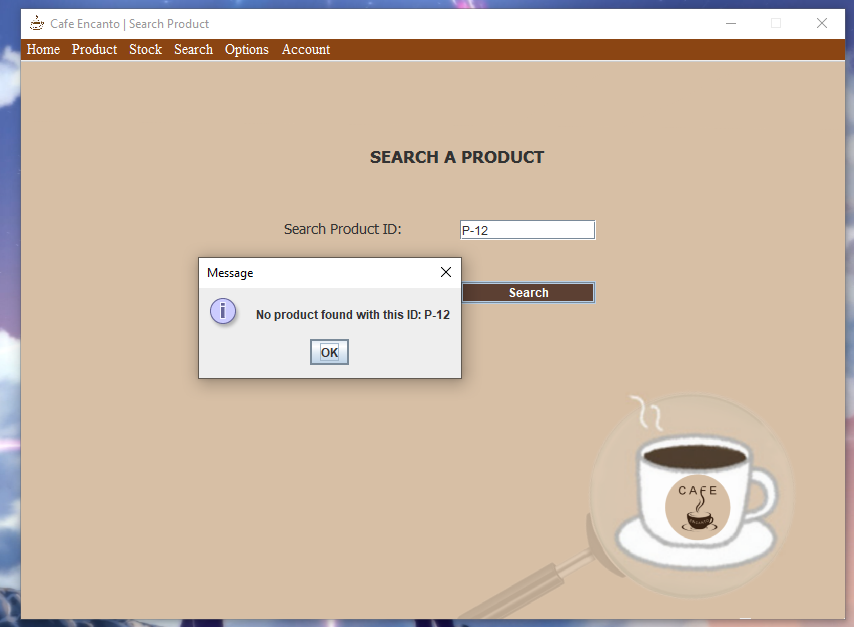 Cafe Encanto | Search Product
Home Product Stock Search Options Account
SEARCH A PRODUCT
Search Product ID: P-12
Search
Message
No product found with this ID: P-12
OK
CAFE
ENCANTO